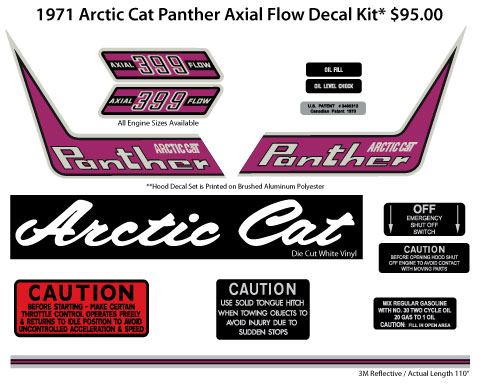 1971 Arctic Cat Panther Axial Flow Decal Kit* $95.00
AXIAL 399 FLOW
AXIAL 399 FLOW
All Engine Sizes Available
OIL FILL
OIL LEVEL CHECK
U.S. PATENT #3480312
Canadian Patent 1970
ARCTIC CAT
Panther
ARCTIC CAT
Panther
**Hood Decal Set is Printed on Brushed Aluminum Polyester
Arctic Cat
Die Cut White Vinyl
OFF
EMERGENCY
SHUT OFF
SWITCH
CAUTION
BEFORE OPENING HOOD SHUT
OFF ENGINE TO AVOID CONTACT
WITH MOVING PARTS
CAUTION
BEFORE STARTING - MAKE CERTAIN
THROTTLE CONTROL OPERATES FREELY
& RETURNS TO IDLE POSITION TO AVOID
UNCONTROLLED ACCELERATION & SPEED
CAUTION
USE SOLID TONGUE HITCH
WHEN TOWING OBJECTS TO
AVOID INJURY DUE TO
SUDDEN STOPS
MIX REGULAR GASOLINE
WITH NO. 30 TWO CYCLE OIL
20 GAS TO 1 OIL
CAUTION: FILL IN OPEN AREA
3M Reflective / Actual Length 110"